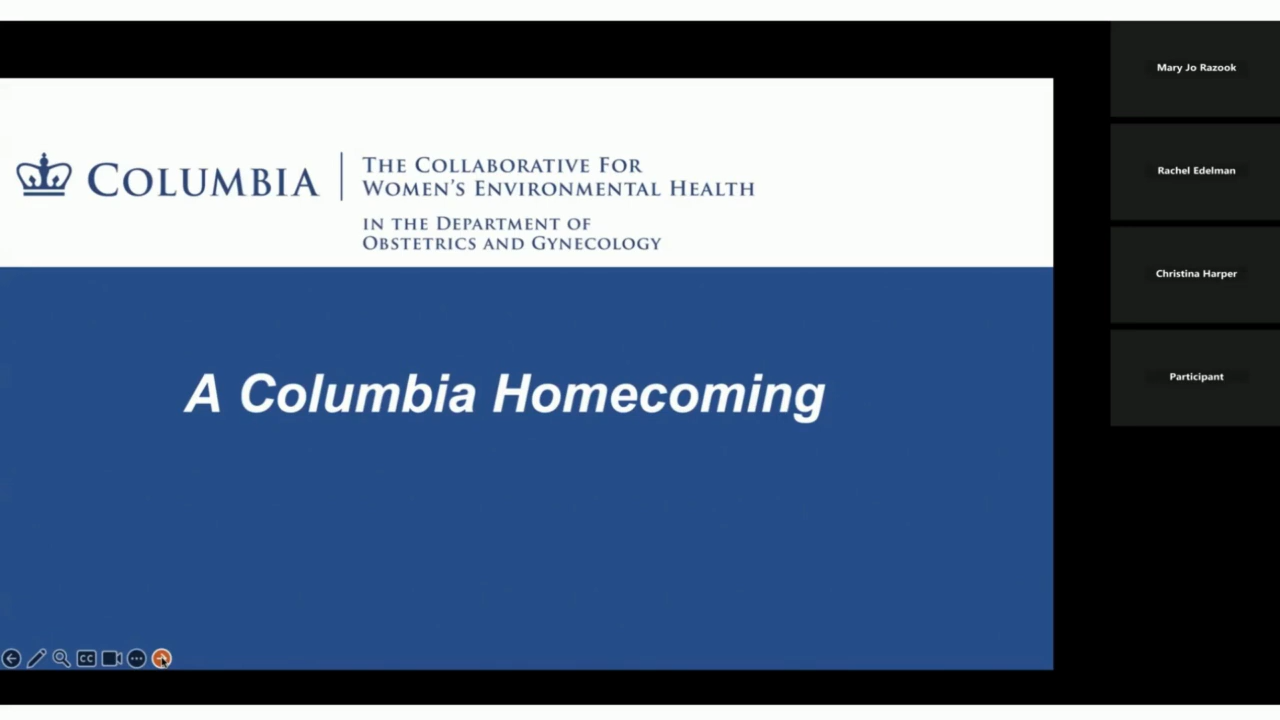 COLUMBIA
THE COLLABORATIVE FOR
WOMEN'S ENVIRONMENTAL HEALTH
IN THE DEPARTMENT OF
OBSTETRICS AND GYNECOLOGY
A Columbia Homecoming
CC
Mary Jo Razook
Rachel Edelman
Christina Harper
Participant